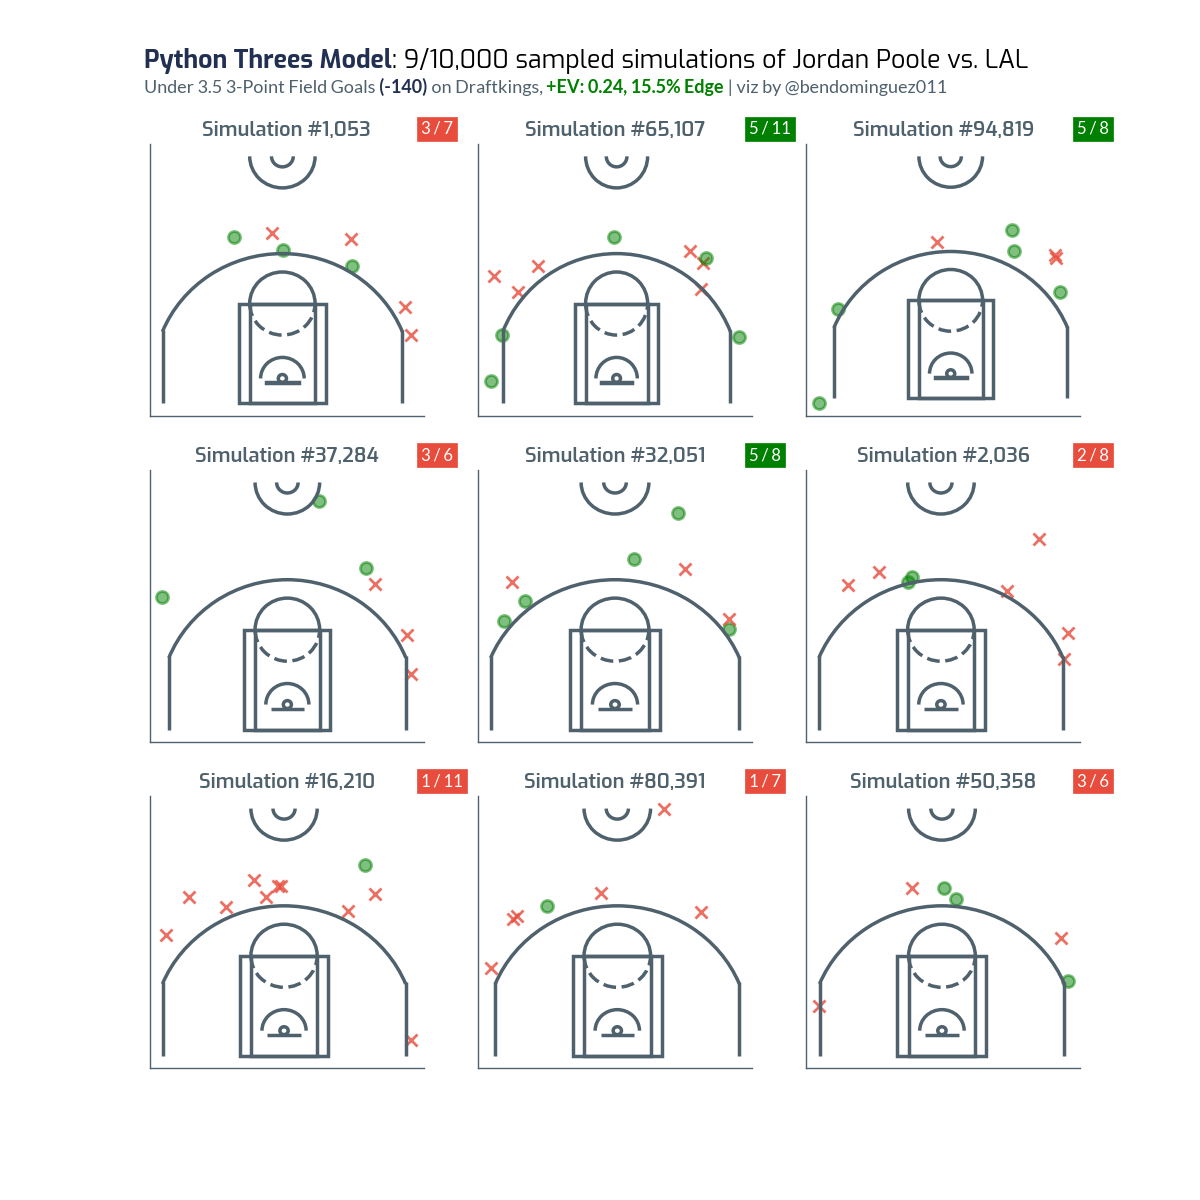 Python Threes Model: 9/10,000 sampled simulations of Jordan Poole vs. LAL
Under 3.5 3-Point Field Goals (-140) on Draftkings, +EV: 0.24, 15.5% Edge | viz by @bendominguez011
Simulation #1,053 3 / 7
Simulation #65,107 5 / 11
Simulation #94,819 5 / 8
Simulation #37,284 3 / 6
Simulation #32,051 5 / 8
Simulation #2,036 2 / 8
Simulation #16,210 1 / 11
Simulation #80,391 1 / 7
Simulation #50,358 3 / 6